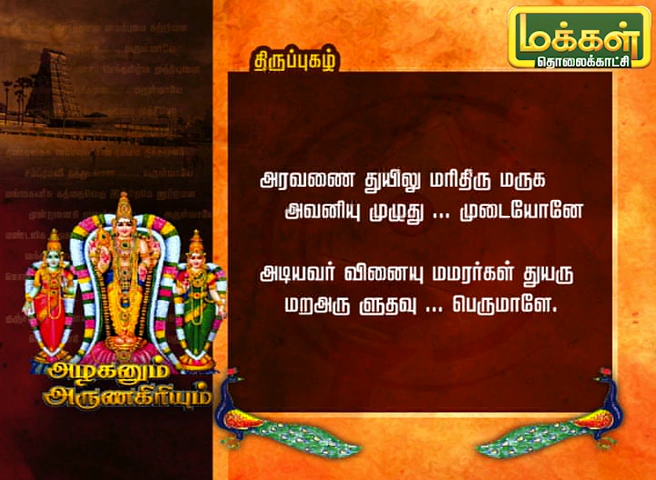 மக்கள்
தொலைக்காட்சி
திருப்புகழ்
அரவணை துயிலு மரிதிரு மருக
அவனியு முழுது ... முடையோனே
அடியவர் வினையு மமரர்கள் துயரு
மறஅரு ளுதவு ... பெருமாளே.
அழகனும்
அருணகிரியும்